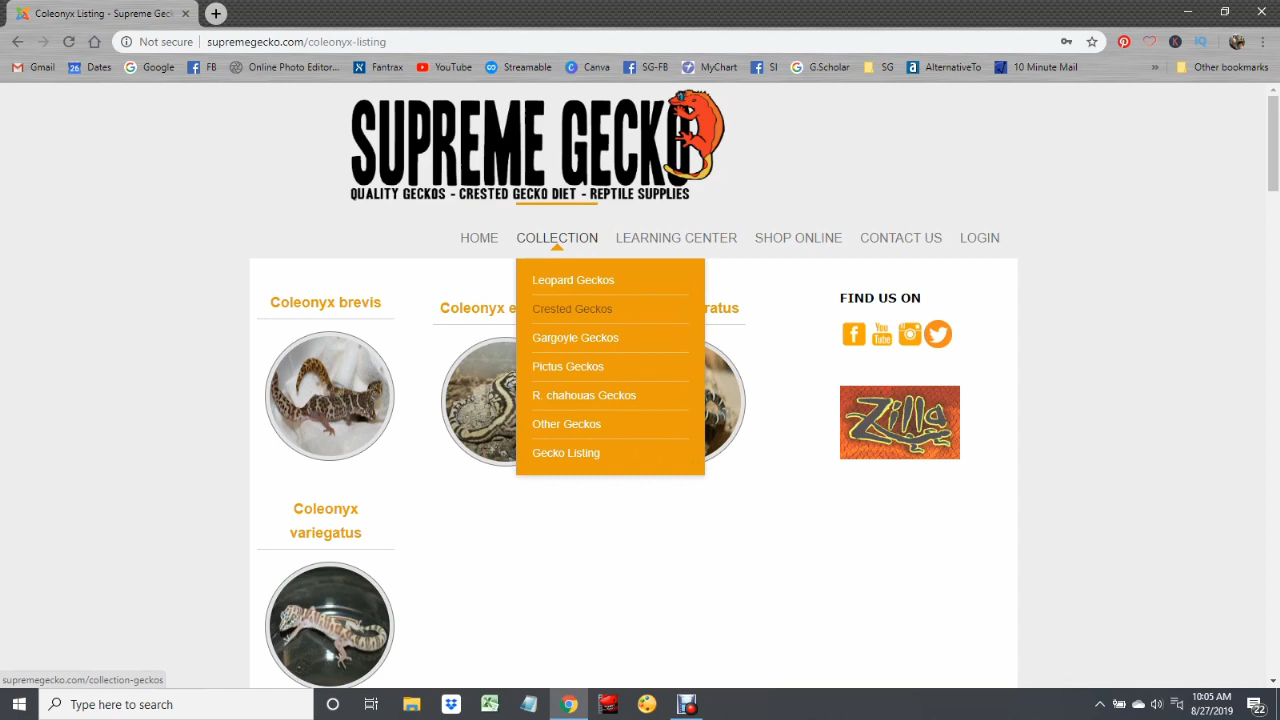 Coleonyx Listing - Supreme Geck
Not secure
supremegecko.com/coleonyx-listing
Gmail
26 Dates
Google
FB
Online Photo Editor...
Fantrax
YouTube
Streamable
Canva
SG-FB
MyChart
SI
G.Scholar
SG
AlternativeTo
10 Minute Mail
»
Other bookmarks
SUPREME GECKO
QUALITY GECKOS - CRESTED GECKO DIET - REPTILE SUPPLIES
HOME
COLLECTION
LEARNING CENTER
SHOP ONLINE
CONTACT US
LOGIN
Leopard Geckos
Crested Geckos
Gargoyle Geckos
Pictus Geckos
R. chahouas Geckos
Other Geckos
Gecko Listing
Coleonyx brevis
Coleonyx e
ratus
Coleonyx
variegatus
FIND US ON
You
Tube
Zilla
supremegecko.com/collection-geckos
Type here to search
10:05 AM
8/27/2019
22